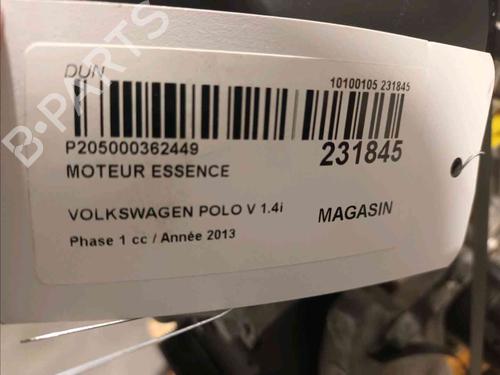 DUN
10100105 231845
P205000362449
231845
MOTEUR ESSENCE
VOLKSWAGEN POLO V 1.4i
MAGASIN
Phase 1 cc / Année 2013
B-PARTS